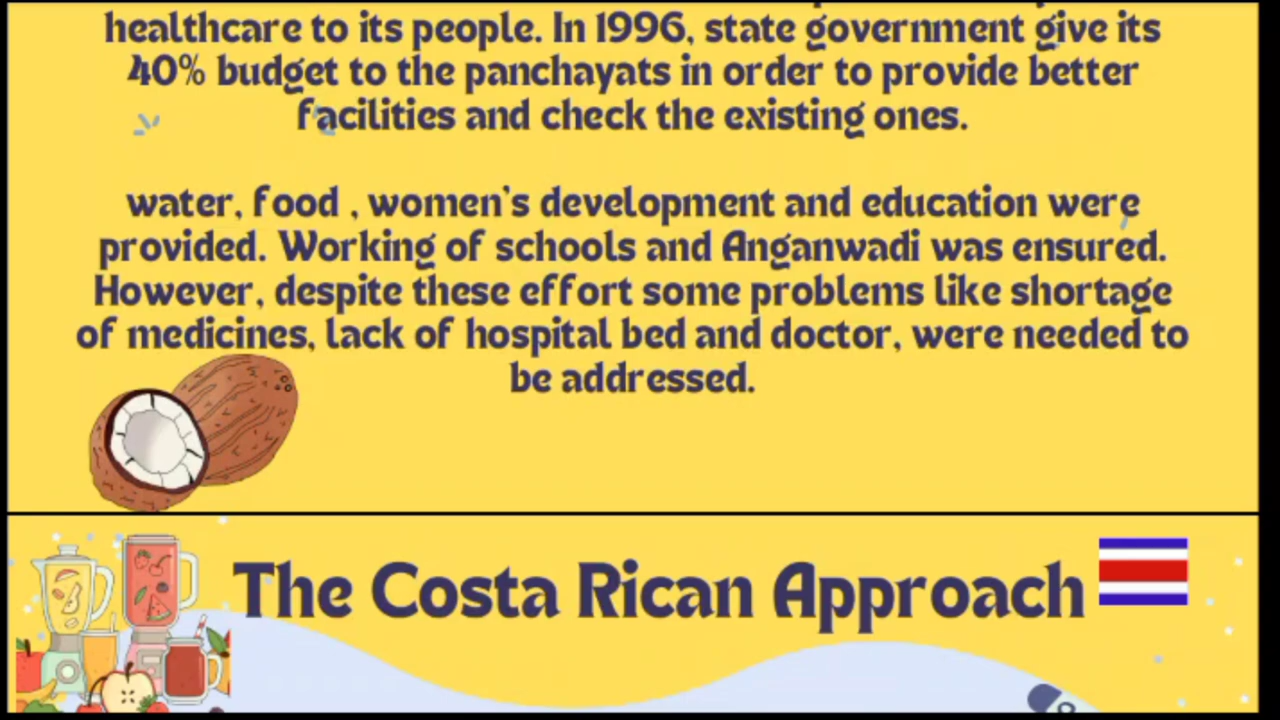 healthcare to its people. In 1996, state government give its
40% budget to the panchayats in order to provide better
facilities and check the existing ones.
water, food , women's development and education were
provided. Working of schools and Anganwadi was ensured.
However, despite these effort some problems like shortage
of medicines, lack of hospital bed and doctor, were needed to
be addressed.
The Costa Rican Approach